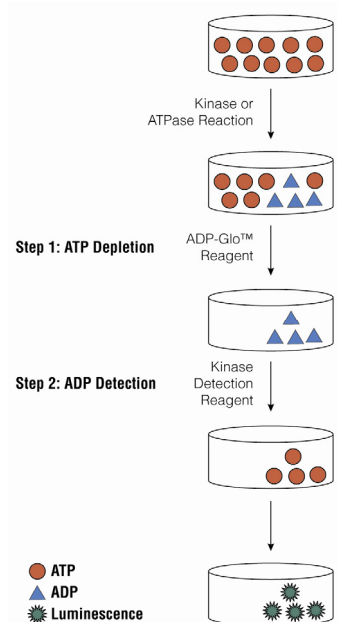 Kinase or
ATPase Reaction
Step 1: ATP Depletion
ADP-Glo™
Reagent
Step 2: ADP Detection
Kinase
Detection
Reagent
ATP
ADP
Luminescence